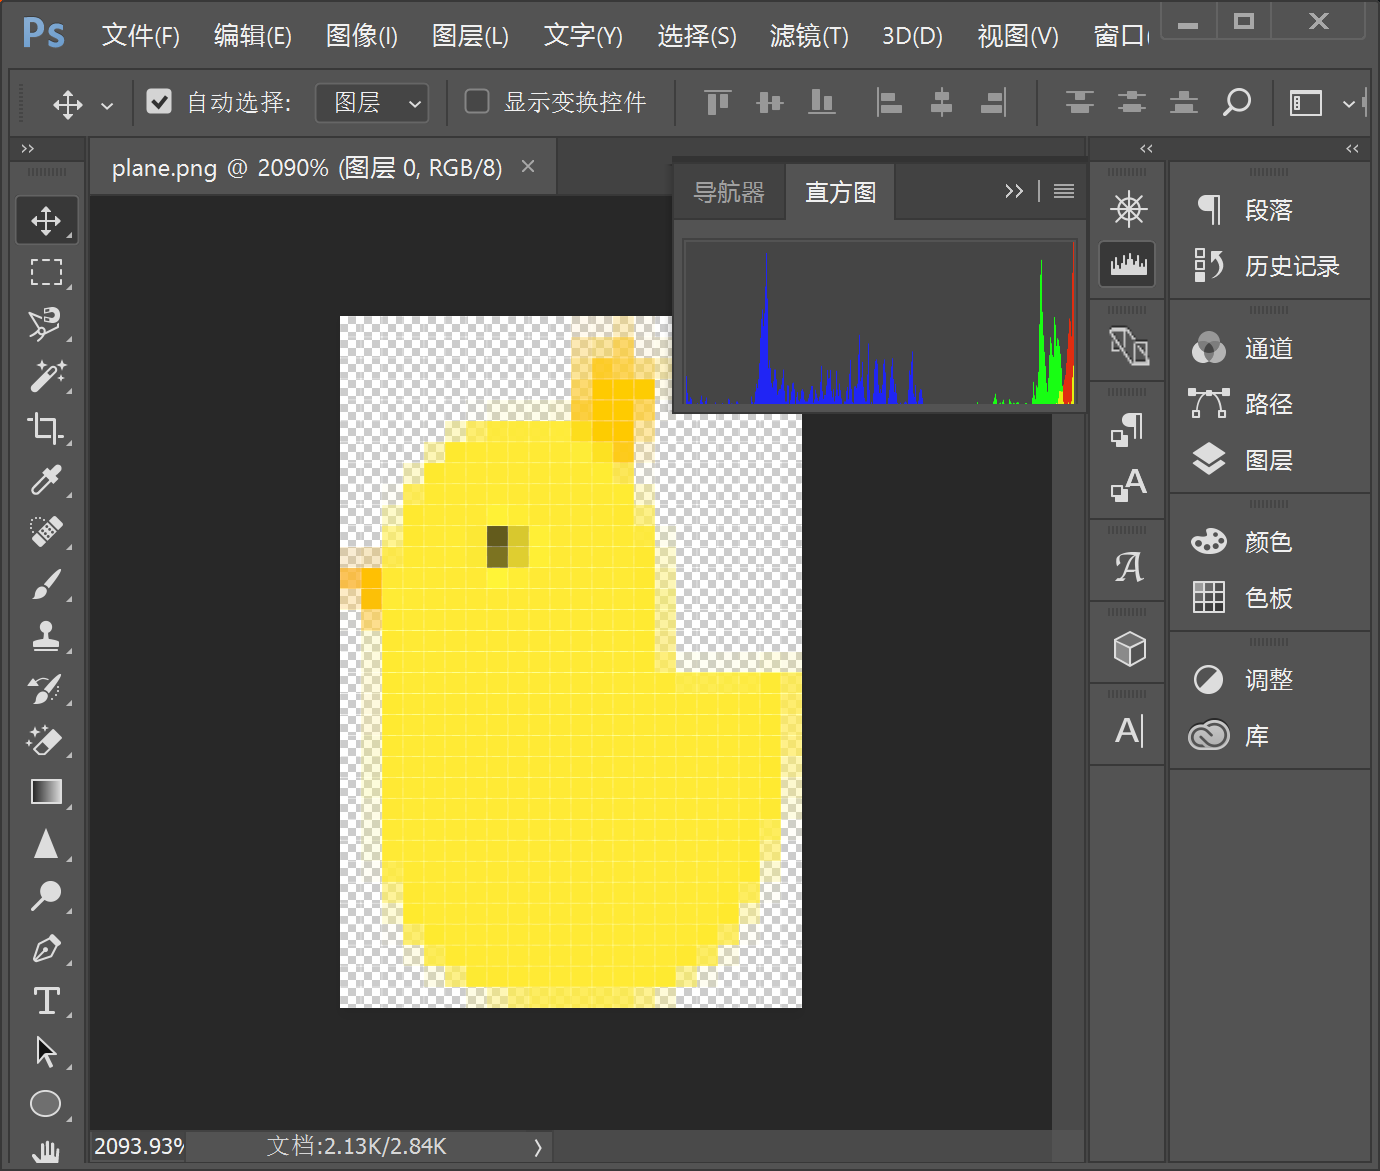 Ps 文件(F) 编辑(E) 图像(I) 图层(L) 文字(Y) 选择(S) 滤镜(T) 3D(D) 视图(V) 窗口(
自动选择: 图层 显示变换控件
plane.png @ 2090% (图层 0, RGB/8) ×
导航器 直方图
段落
历史记录
通道
路径
图层
颜色
色板
调整
库
2093.93% 文档:2.13K/2.84K